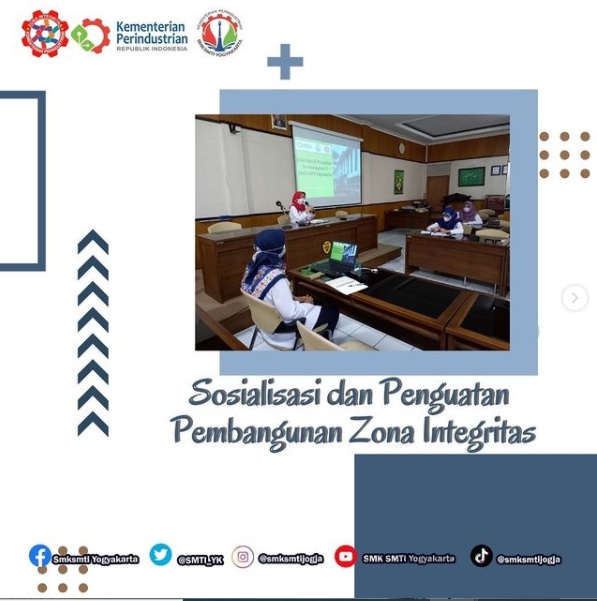 Kementerian
Perindustrian
REPUBLIK INDONESIA
Sosialisasi dan Penguatan
Pembangunan Zona Integritas
Smksmti Yogyakarta
@SMTI_YK
@smksmtijogja
SMK SMTI Yogyakarta
@smksmtijogja